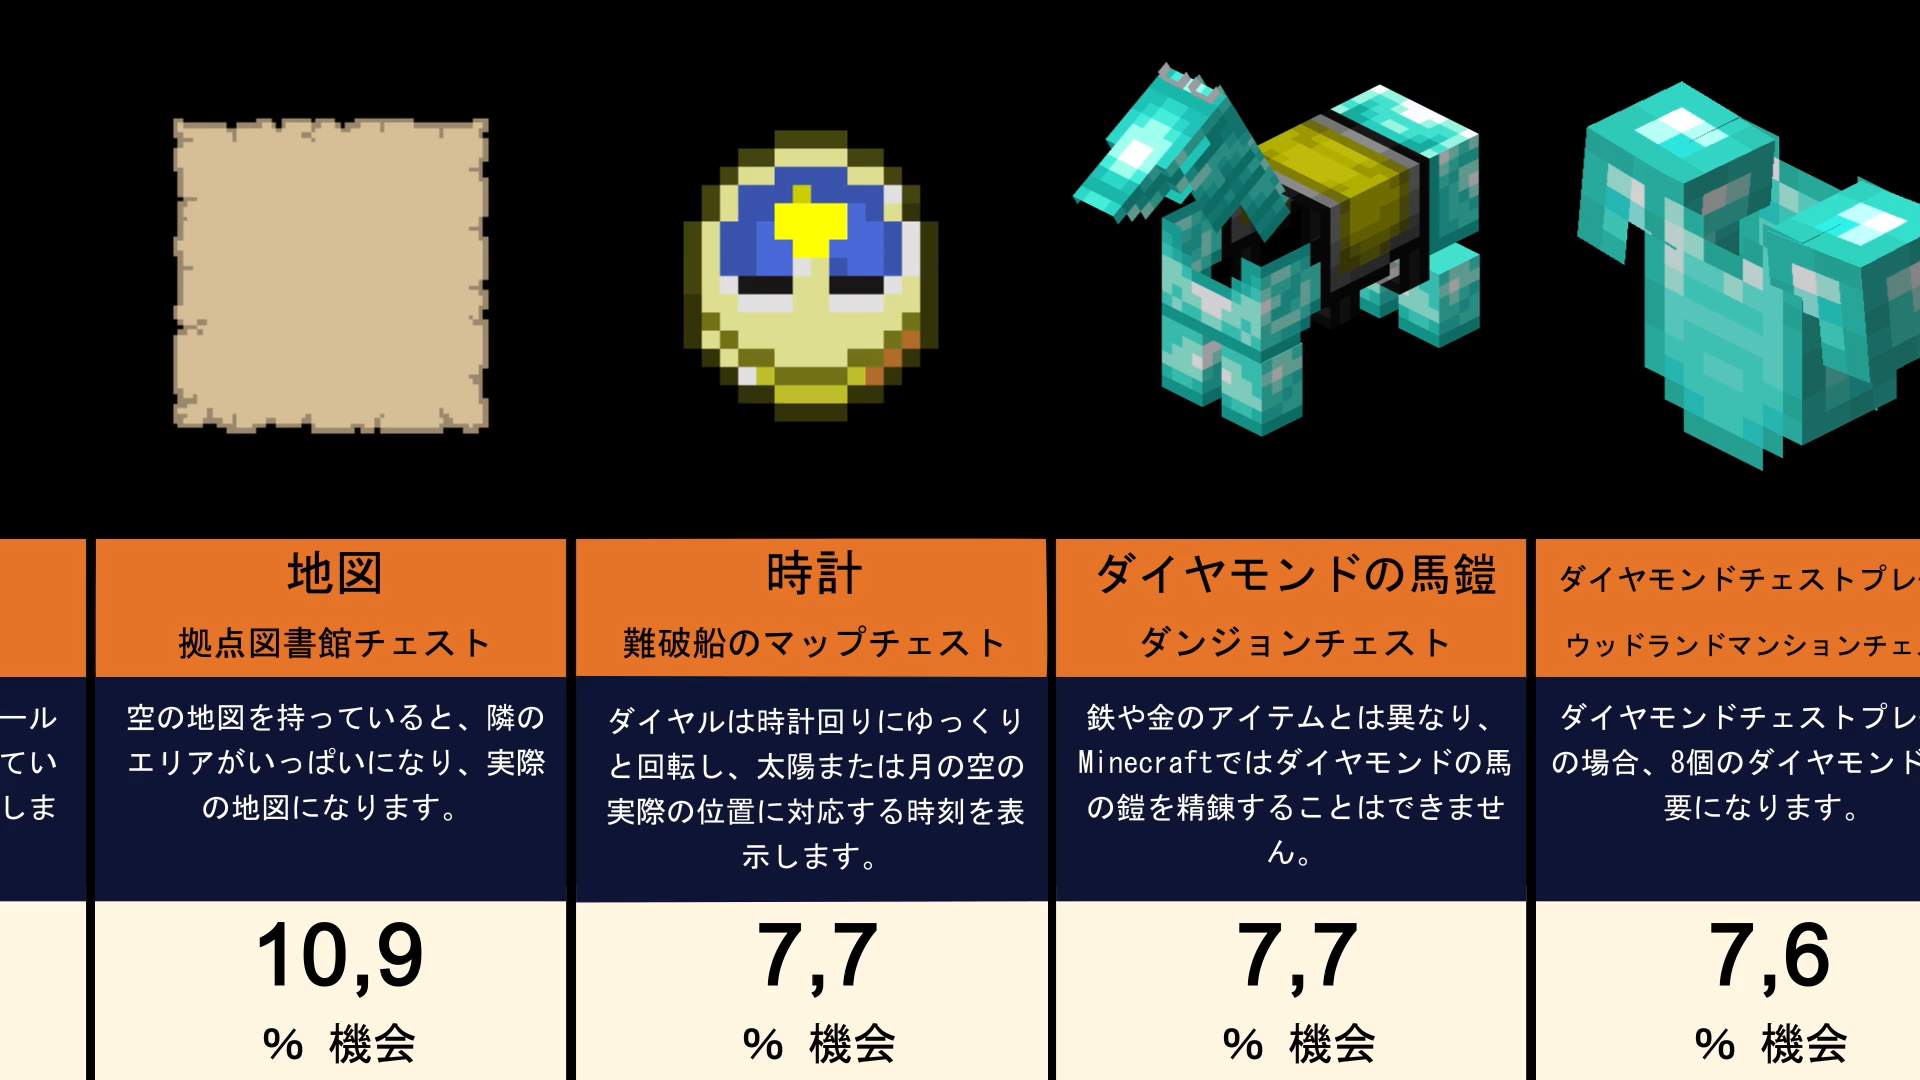 ール
てい
しま
地図
拠点図書館チェスト
空の地図を持っていると、隣の
エリアがいっぱいになり、実際
の地図になります。
10,9
% 機会
時計
難破船のマップチェスト
ダイヤルは時計回りにゆっくり
と回転し、太陽または月の空の
実際の位置に対応する時刻を表
示します。
7,7
% 機会
ダイヤモンドの馬鎧
ダンジョンチェスト
鉄や金のアイテムとは異なり、
Minecraftではダイヤモンドの馬
の鎧を精錬することはできませ
ん。
7,7
% 機会
ダイヤモンドチェストプレ
ウッドランドマンションチェ
ダイヤモンドチェストプレ
の場合、8個のダイヤモンド
要になります。
7,6
% 機会